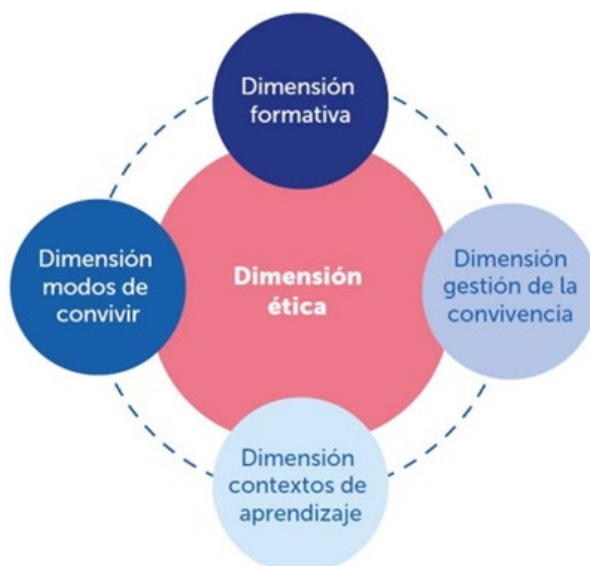 Dimensión
formativa
Dimensión
modos de
convivir
Dimensión
ética
Dimensión
gestión de la
convivencia
Dimensión
contextos de
aprendizaje